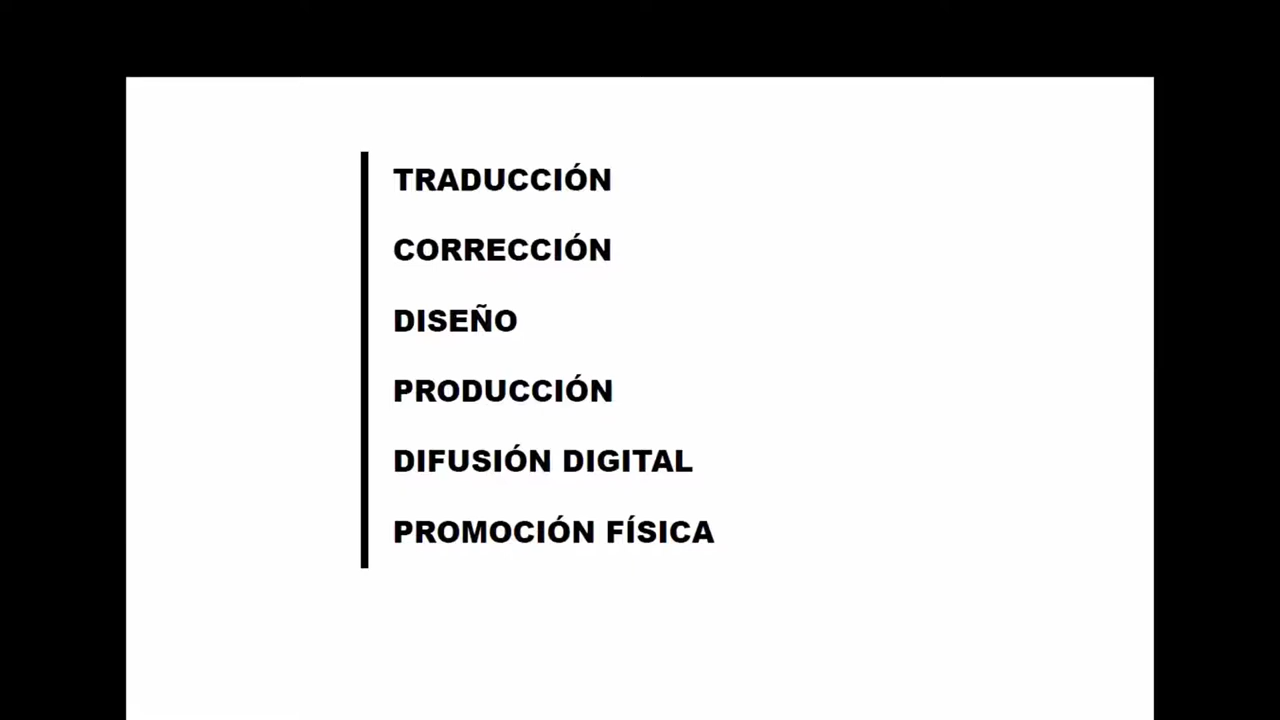 TRADUCCIÓN
CORRECCIÓN
DISEÑO
PRODUCCIÓN
DIFUSIÓN DIGITAL
PROMOCIÓN FÍSICA